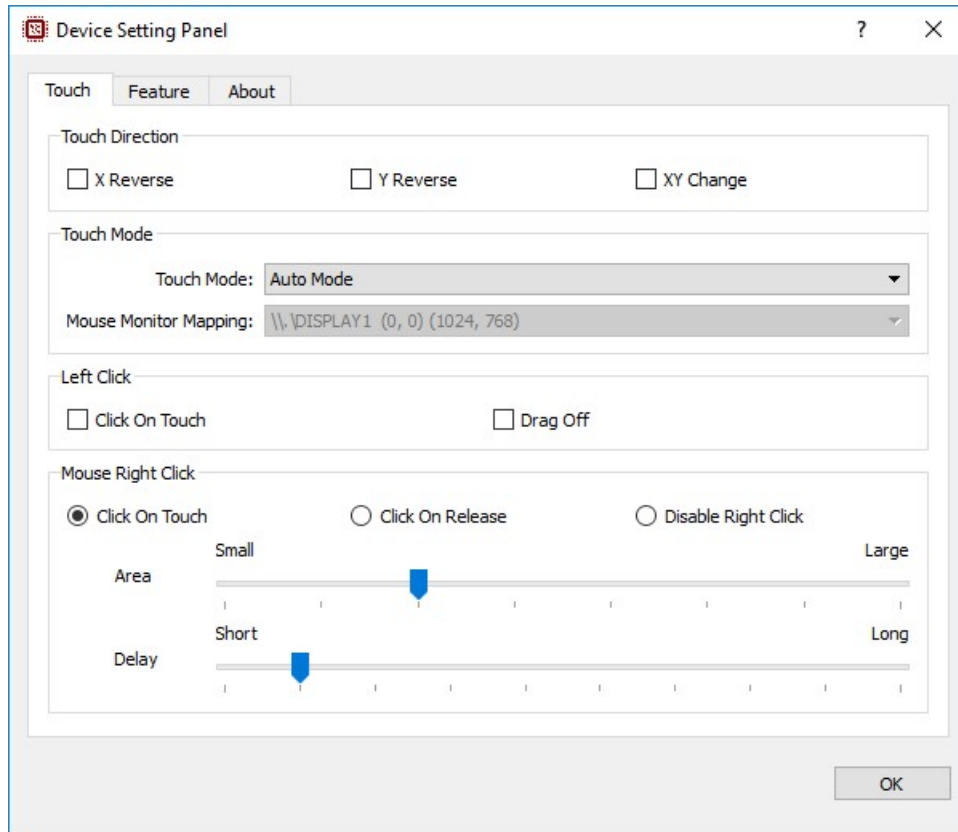 Device Setting Panel
Touch Feature About
Touch Direction
X Reverse Y Reverse XY Change
Touch Mode
Touch Mode: Auto Mode
Mouse Monitor Mapping: \\.\DISPLAY1 (0, 0) (1024, 768)
Left Click
Click On Touch Drag Off
Mouse Right Click
Click On Touch Click On Release Disable Right Click
Small Large
Area
Short Long
Delay
OK